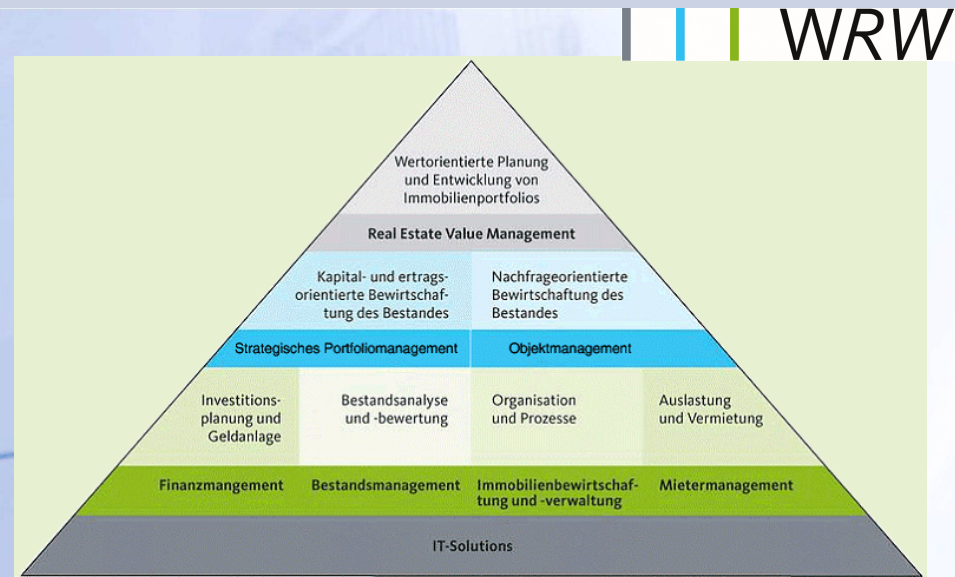 WRW
Wertorientierte Planung
und Entwicklung von
Immobilienportfolios
Real Estate Value Management
Kapital- und ertrags-
orientierte Bewirtschaf-
tung des Bestandes
Nachfrageorientierte
Bewirtschaftung des
Bestandes
Strategisches Portfoliomanagement
Objektmanagement
Investitions-
planung und
Geldanlage
Bestandsanalyse
und -bewertung
Organisation
und Prozesse
Auslastung
und Vermietung
Finanzmangement
Bestandsmanagement
Immobilienbewirtschaf-
tung und -verwaltung
Mietermanagement
IT-Solutions